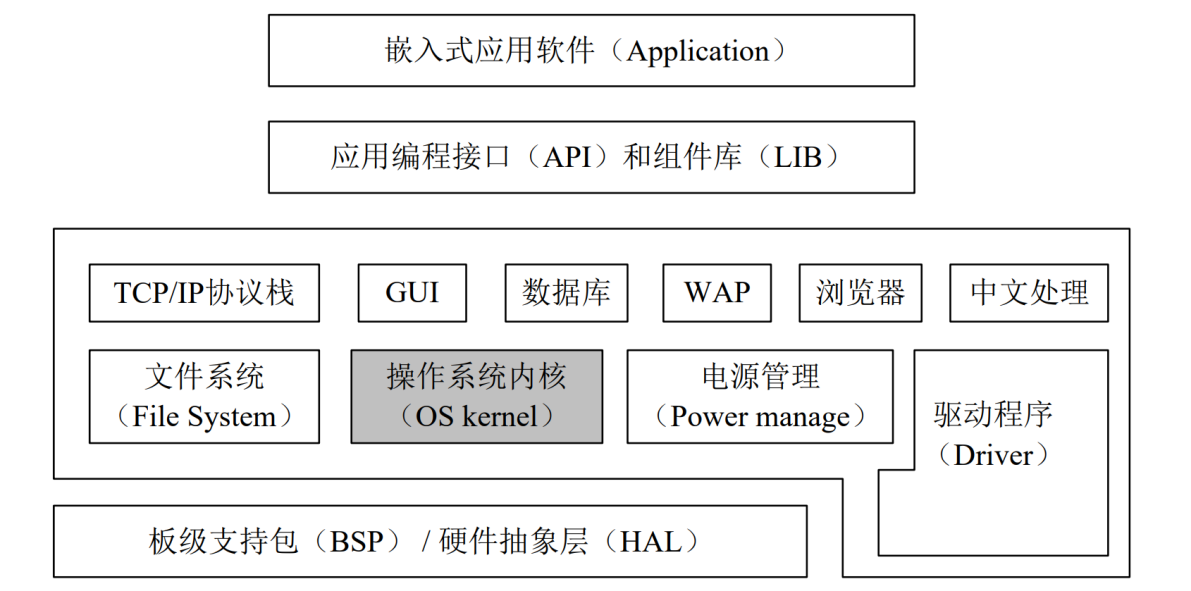 嵌入式应用软件（Application）
应用编程接口（API）和组件库（LIB）
TCP/IP协议栈
GUI
数据库
WAP
浏览器
中文处理
文件系统
（File System）
操作系统内核
（OS kernel）
电源管理
（Power manage）
驱动程序
（Driver）
板级支持包（BSP） / 硬件抽象层（HAL）